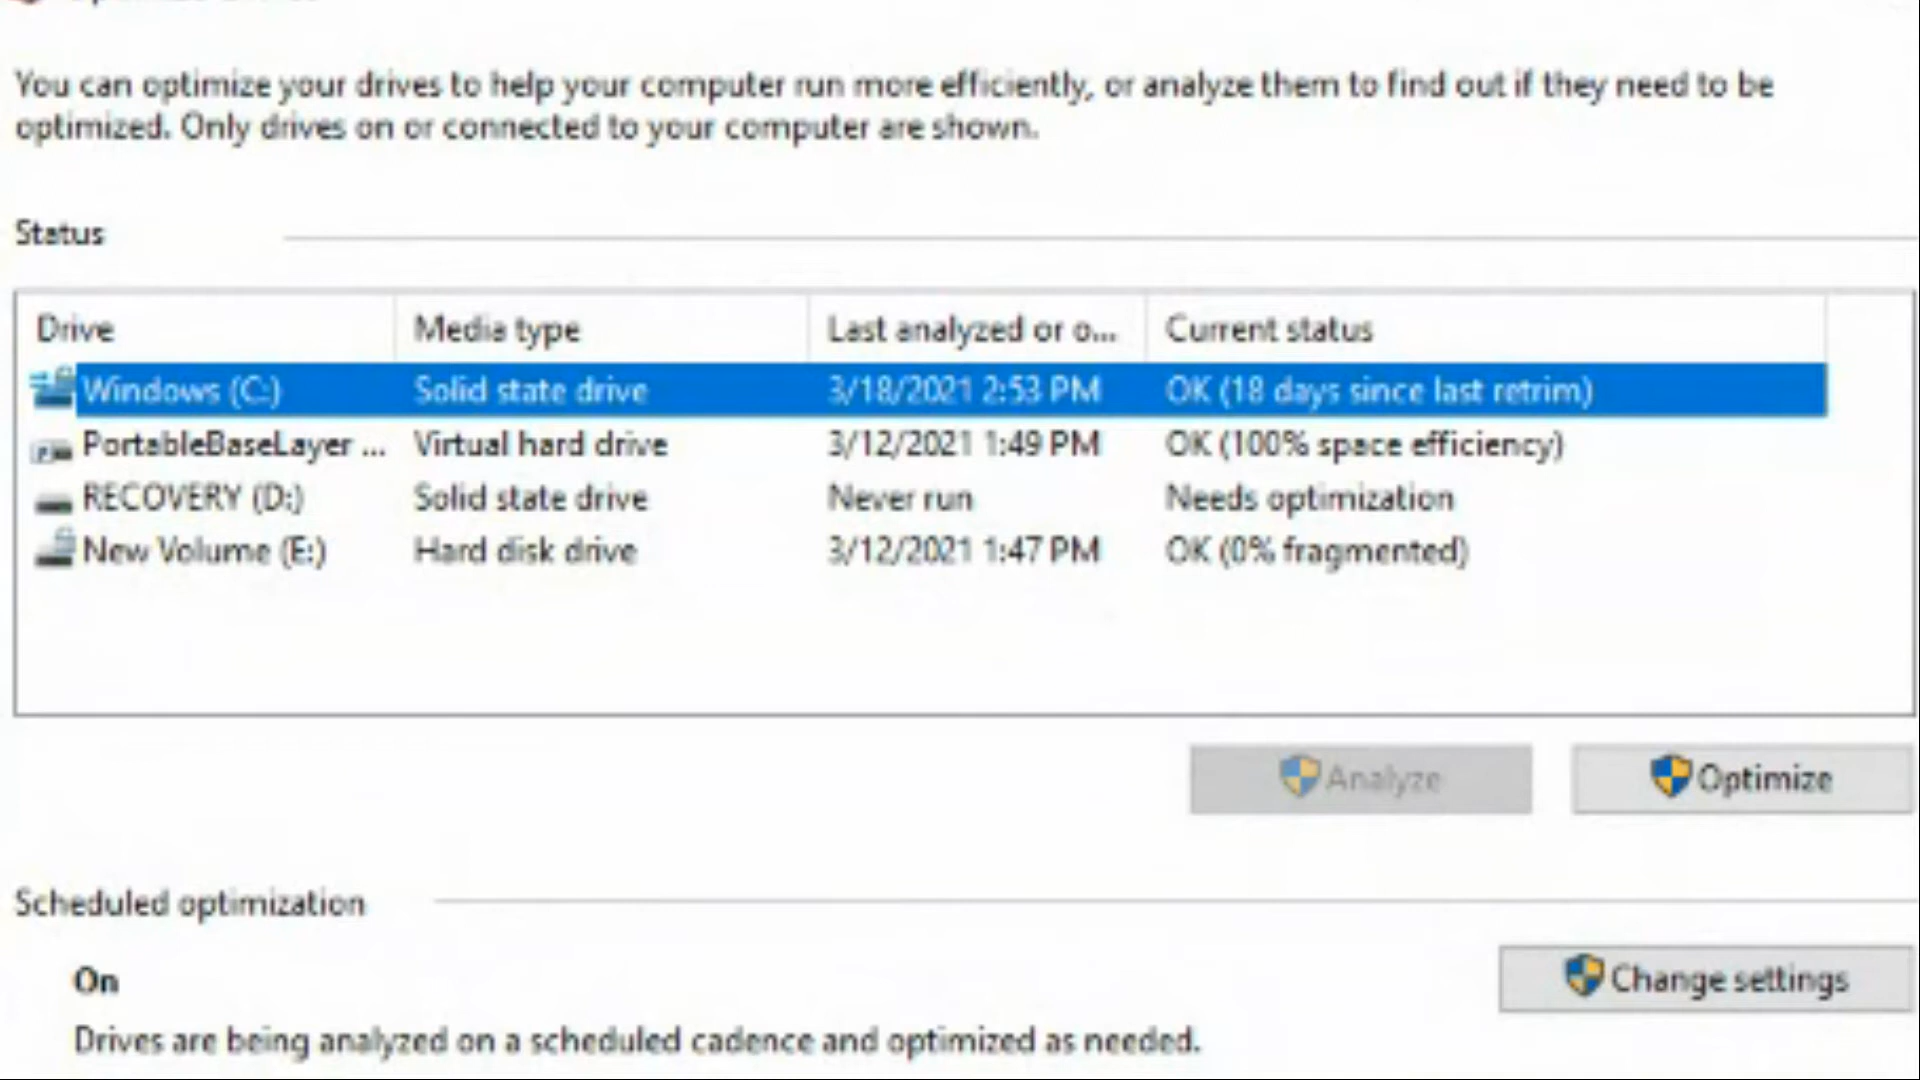 You can optimize your drives to help your computer run more efficiently, or analyze them to find out if they need to be
optimized. Only drives on or connected to your computer are shown.
Status
Drive Media type Last analyzed or o... Current status
Windows (C:) Solid state drive 3/18/2021 2:53 PM OK (18 days since last retrim)
PortableBaseLayer ... Virtual hard drive 3/12/2021 1:49 PM OK (100% space efficiency)
RECOVERY (D:) Solid state drive Never run Needs optimization
New Volume (E:) Hard disk drive 3/12/2021 1:47 PM OK (0% fragmented)
Analyze Optimize
Scheduled optimization
On
Change settings
Drives are being analyzed on a scheduled cadence and optimized as needed.